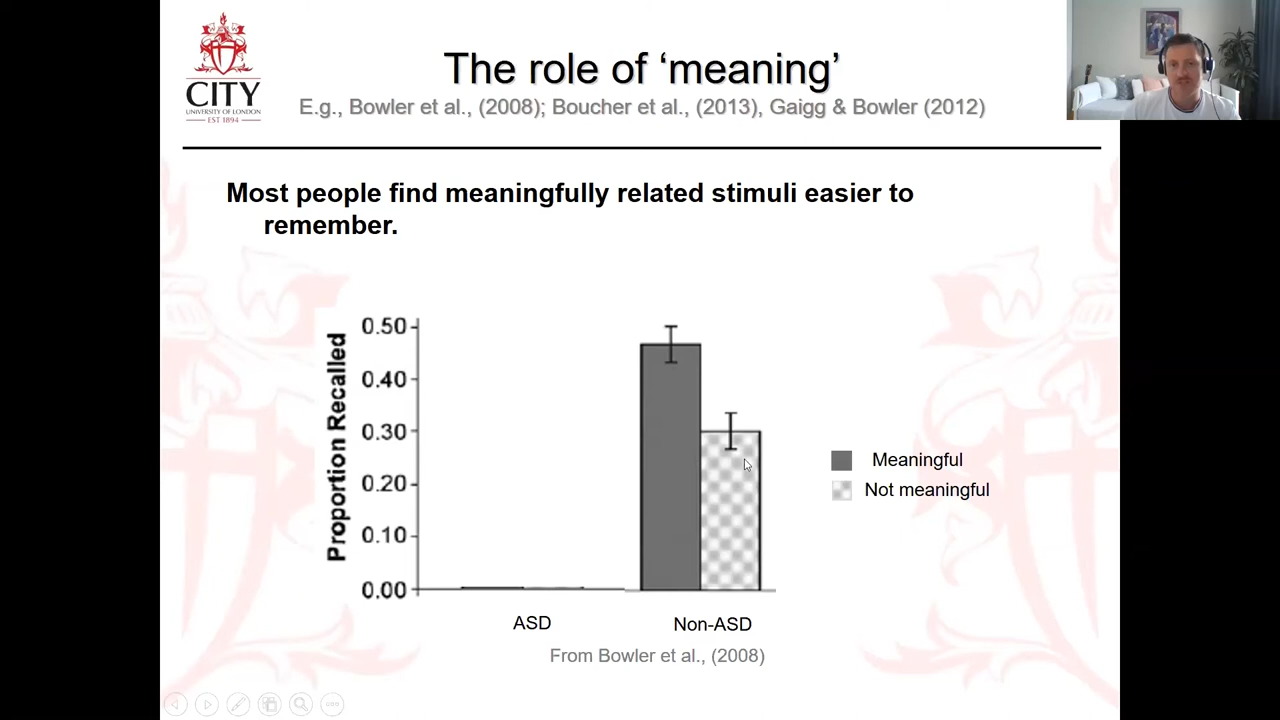 The role of ‘meaning’
E.g., Bowler et al., (2008); Boucher et al., (2013), Gaigg & Bowler (2012)
CITY
UNIVERSITY OF LONDON
EST 1894
Most people find meaningfully related stimuli easier to
remember.
Proportion Recalled
0.50
0.40
0.30
0.20
0.10
0.00
ASD
Non-ASD
Meaningful
Not meaningful
From Bowler et al., (2008)